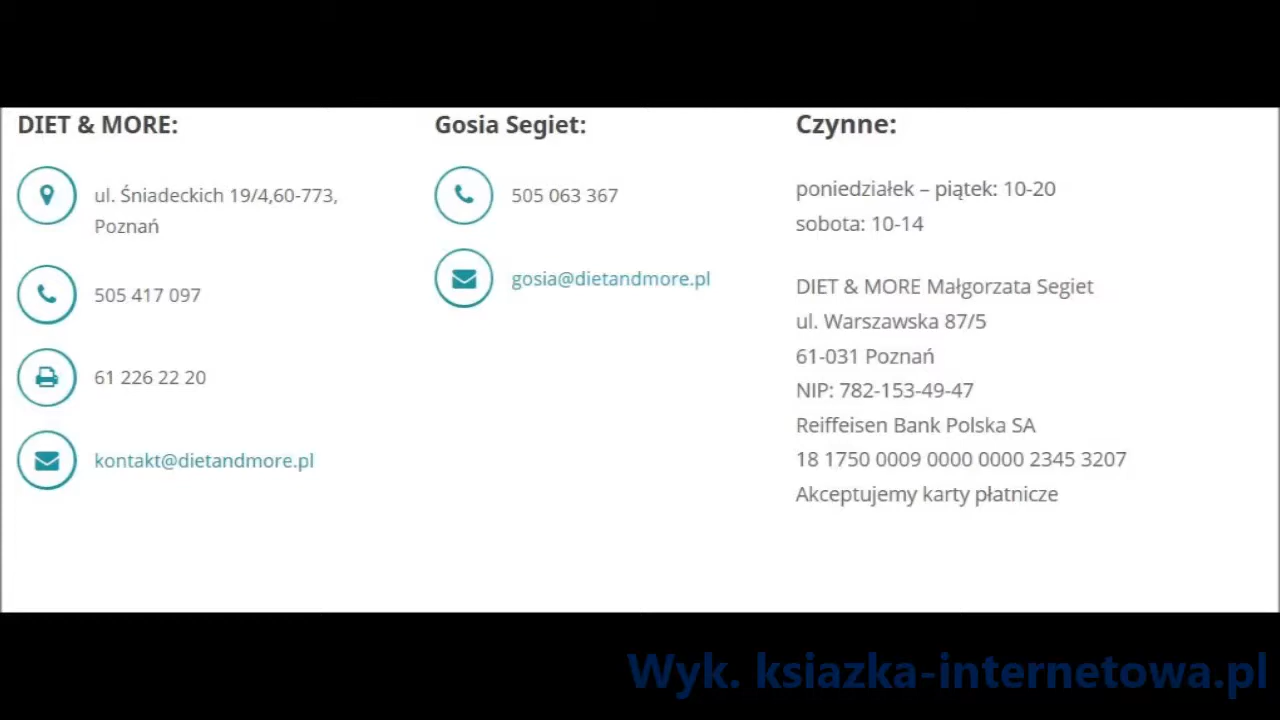 DIET & MORE:
ul. Śniadeckich 19/4,60-773,
Poznań
505 417 097
61 226 22 20
kontakt@dietandmore.pl
Gosia Segiet:
505 063 367
gosia@dietandmore.pl
Czynne:
poniedziałek – piątek: 10-20
sobota: 10-14
DIET & MORE Małgorzata Segiet
ul. Warszawska 87/5
61-031 Poznań
NIP: 782-153-49-47
Reiffeisen Bank Polska SA
18 1750 0009 0000 0000 2345 3207
Akceptujemy karty płatnicze
Wyk. ksiazka-internetowa.pl